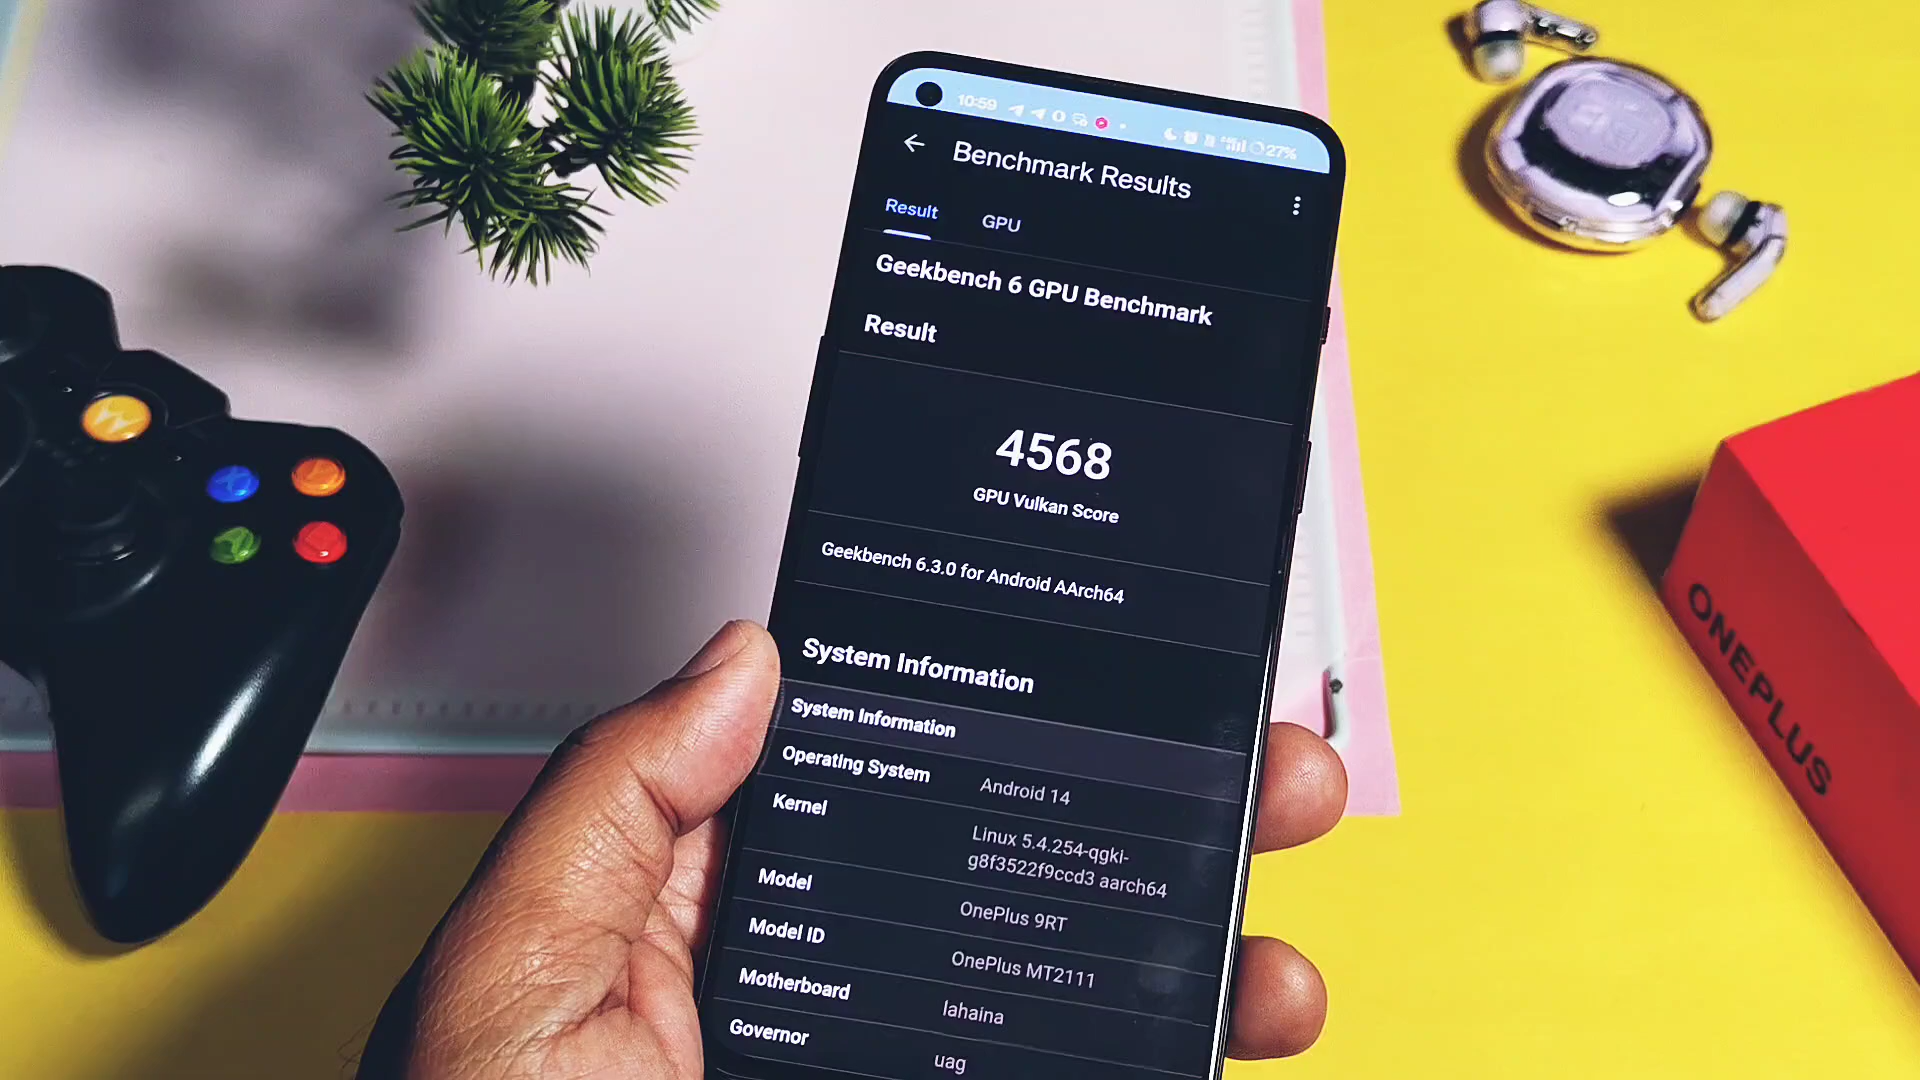 10:59
27%
Benchmark Results
Result GPU
Geekbench 6 GPU Benchmark
Result
4568
GPU Vulkan Score
Geekbench 6.3.0 for Android AArch64
System Information
System Information
Operating System Android 14
Kernel Linux 5.4.254-qgki-
g8f3522f9ccd3 aarch64
Model OnePlus 9RT
Model ID OnePlus MT2111
Motherboard lahaina
Governor uag
X
Y
ONEPLUS